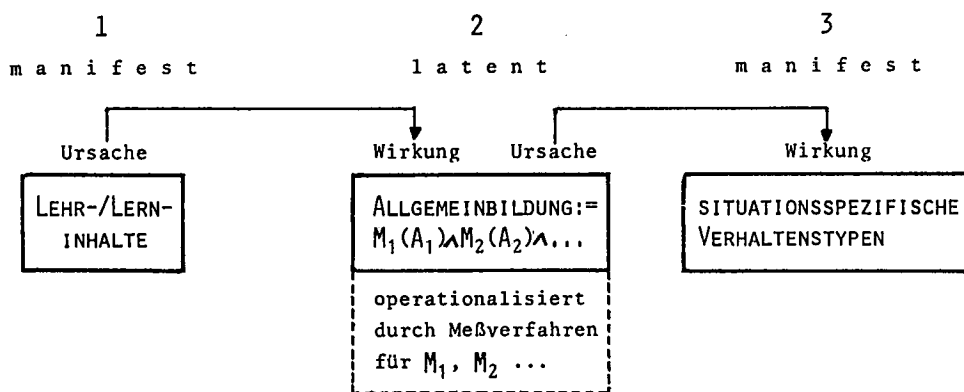 1 2 3
manifest latent manifest
Ursache Wirkung Ursache Wirkung
LEHR-/LERN-
INHALTE
ALLGEMEINBILDUNG:=
M₁(A₁)∧M₂(A₂)∧...
operationalisiert
durch Meßverfahren
für M₁, M₂ ...
SITUATIONSSPEZIFISCHE
VERHALTENSTYPEN